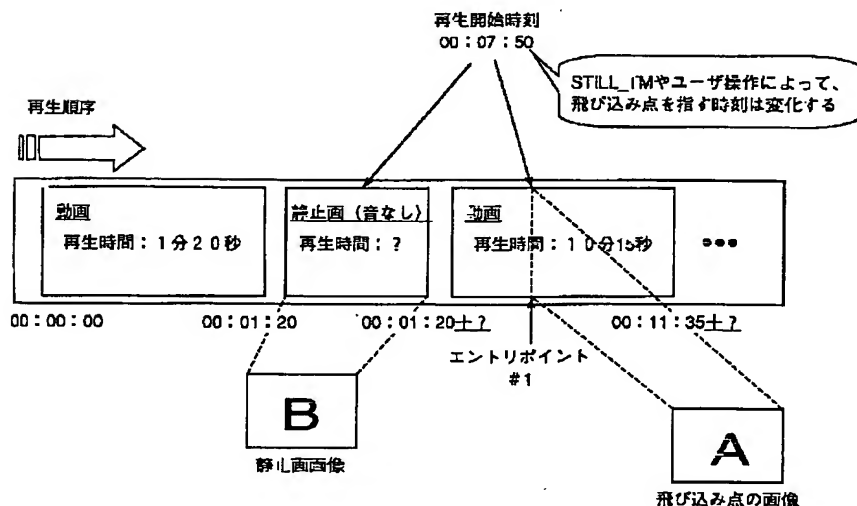 再生開始時刻
00：07：50
STILL_TMやユーザ操作によって、
飛び込み点を指す時刻は変化する
再生順序
動画
再生時間：1分20秒
静止画（音なし）
再生時間：？
動画
再生時間：10分15秒
●●●
00：00：00
00：01：20
00：01：20＋？
00：11：35＋？
エントリポイント
#1
B
静止画画像
A
飛び込み点の画像